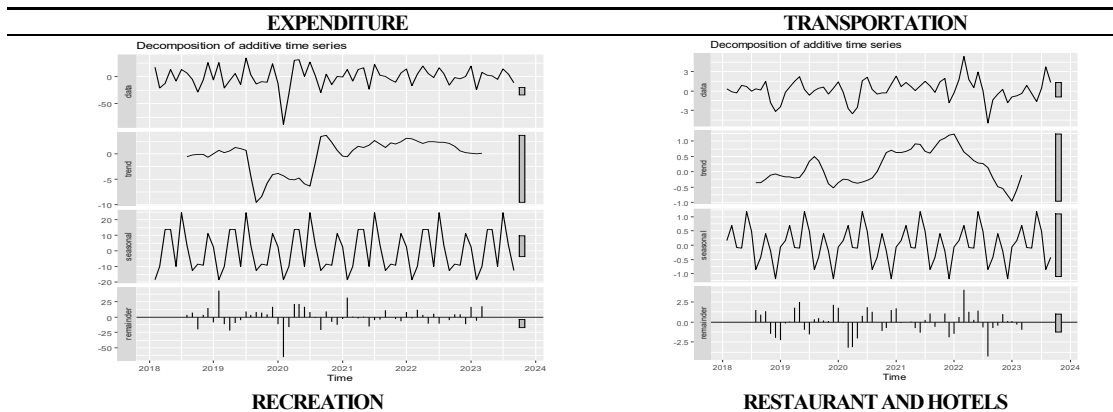 EXPENDITURE
TRANSPORTATION
Decomposition of additive time series
0
-50
data
0
-5
-10
trend
20
10
0
-10
-20
seasonal
25
0
-25
-50
remainder
2018 2019 2020 2021 2022 2023 2024
Time
Decomposition of additive time series
3
0
-3
data
1.0
0.5
0.0
-0.5
-1.0
trend
1.0
0.5
0.0
-0.5
-1.0
seasonal
2.5
0.0
-2.5
remainder
2018 2019 2020 2021 2022 2023 2024
Time
RECREATION
RESTAURANT AND HOTELS